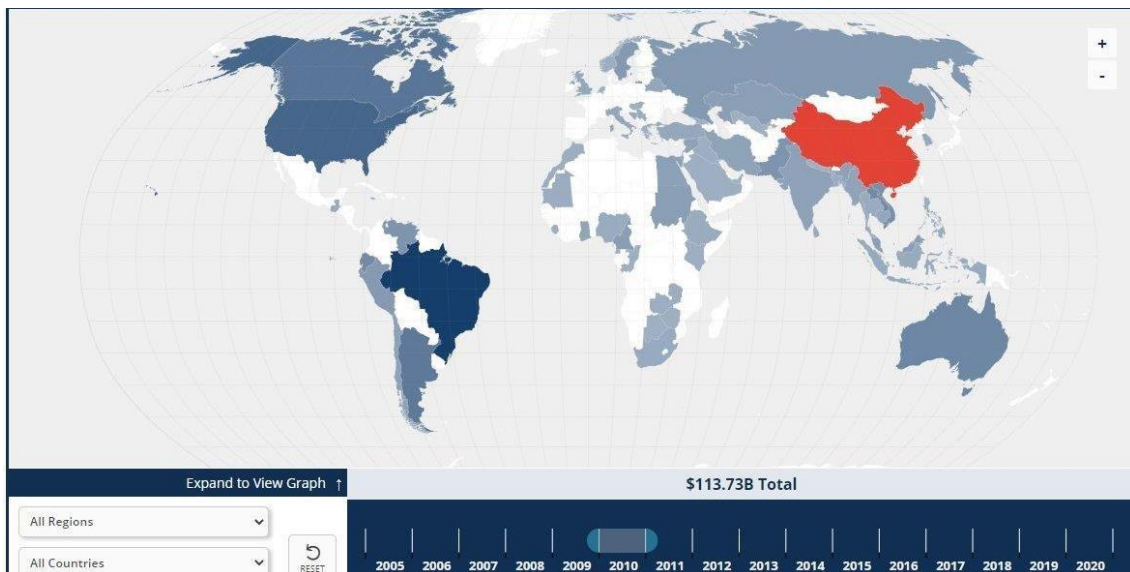 +
-
Expand to View Graph ↑
$113.73B Total
All Regions
All Countries
RESET
2005 2006 2007 2008 2009 2010 2011 2012 2013 2014 2015 2016 2017 2018 2019 2020